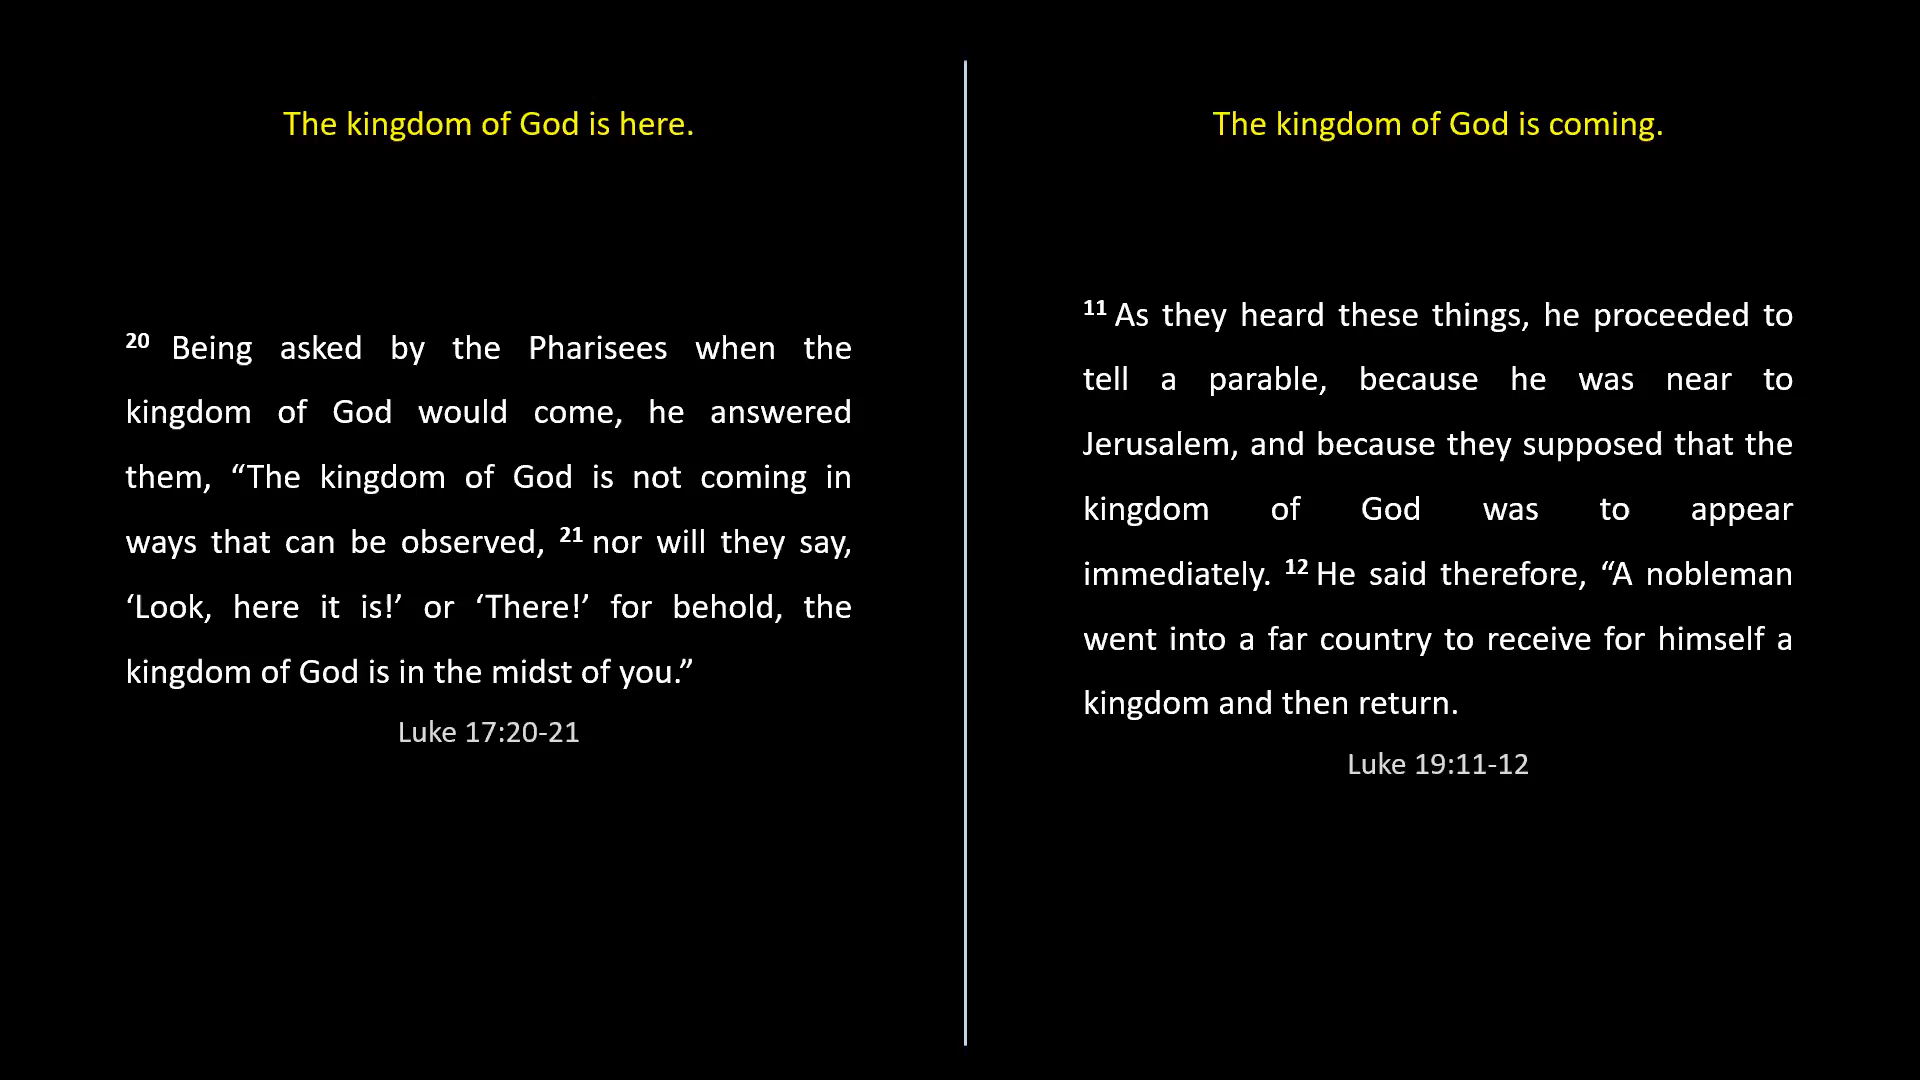 The kingdom of God is here.
20 Being asked by the Pharisees when the
kingdom of God would come, he answered
them, “The kingdom of God is not coming in
ways that can be observed, 21 nor will they say,
‘Look, here it is!’ or ‘There!’ for behold, the
kingdom of God is in the midst of you.”
Luke 17:20-21
The kingdom of God is coming.
11 As they heard these things, he proceeded to
tell a parable, because he was near to
Jerusalem, and because they supposed that the
kingdom of God was to appear
immediately. 12 He said therefore, “A nobleman
went into a far country to receive for himself a
kingdom and then return.
Luke 19:11-12